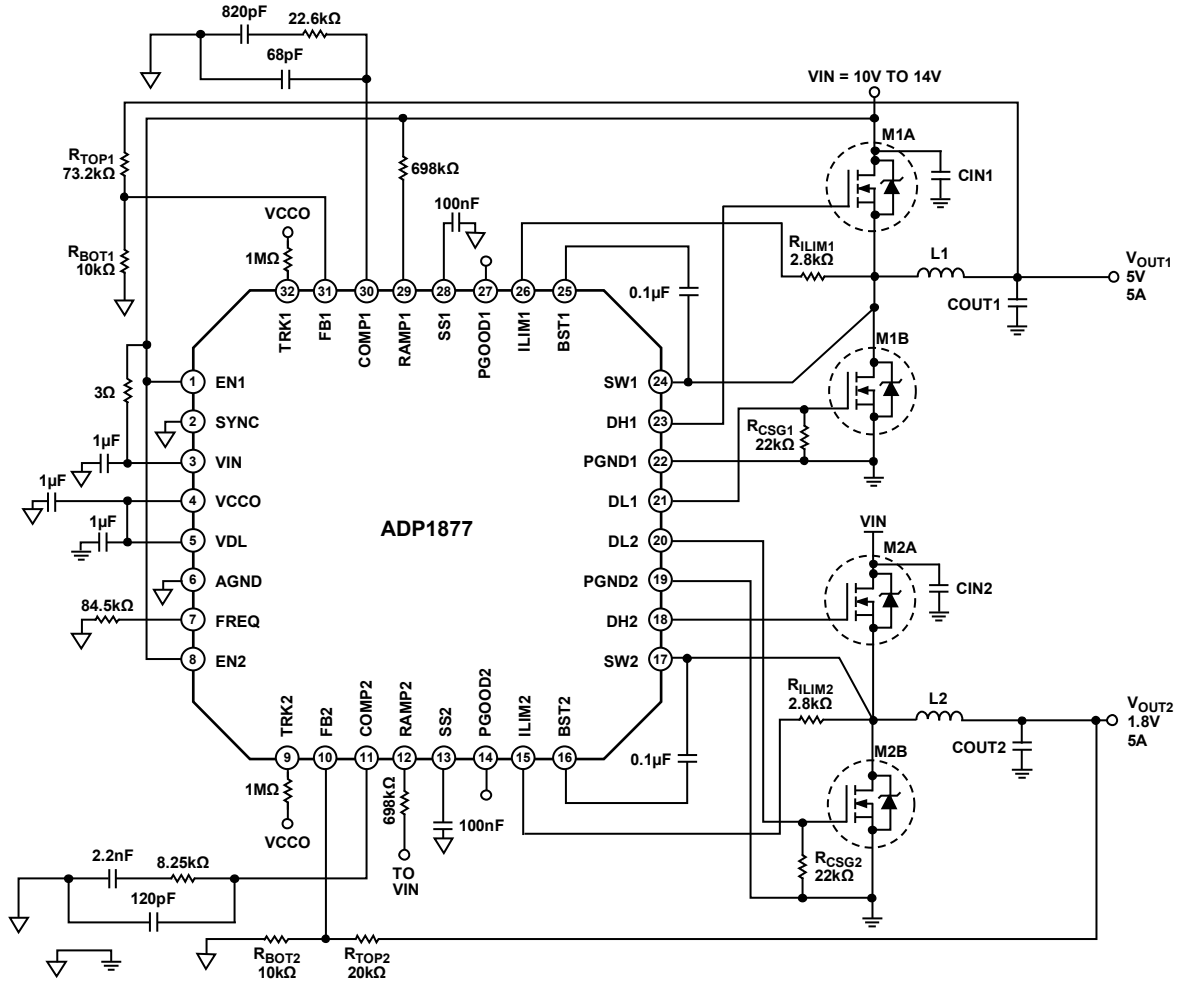 820pF
22.6kΩ
68pF
VIN = 10V TO 14V
M1A
CIN1
RTOP1
73.2kΩ
698kΩ
100nF
VCCO
1MΩ
RBOT1
10kΩ
RILIM1
2.8kΩ
L1
VOUT1
5V
5A
0.1µF
COUT1
32 31 30 29 28 27 26 25
TRK1 FB1 COMP1 RAMP1 SS1 PGOOD1 ILIM1 BST1
M1B
1 EN1
SW1 24
3Ω
2 SYNC
DH1 23
RCSG1
22kΩ
1µF
3 VIN
PGND1 22
1µF
4 VCCO
DL1 21
ADP1877
VIN
1µF
5 VDL
DL2 20
M2A
6 AGND
PGND2 19
CIN2
84.5kΩ
7 FREQ
DH2 18
8 EN2
SW2 17
TRK2 FB2 COMP2 RAMP2 SS2 PGOOD2 ILIM2 BST2
9 10 11 12 13 14 15 16
RILIM2
2.8kΩ
L2
VOUT2
1.8V
5A
COUT2
M2B
0.1µF
1MΩ
698kΩ
100nF
VCCO
TO
VIN
2.2nF
8.25kΩ
120pF
RCSG2
22kΩ
RBOT2
10kΩ
RTOP2
20kΩ